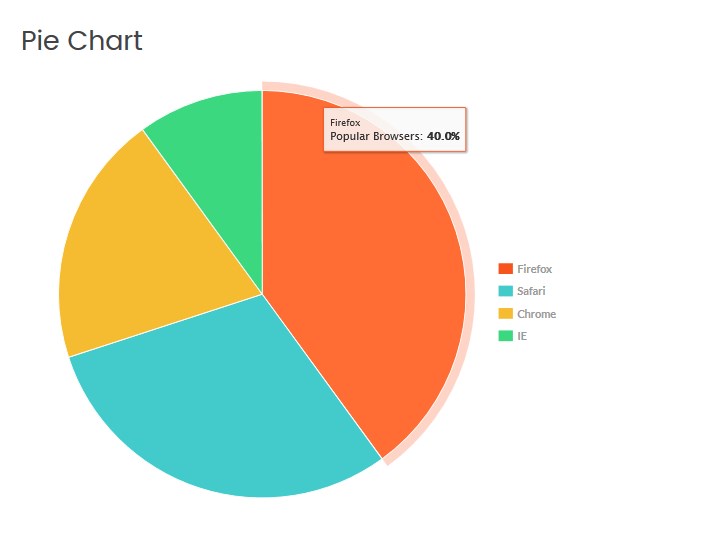 Pie Chart
Firefox
Popular Browsers: 40.0%
Firefox
Safari
Chrome
IE